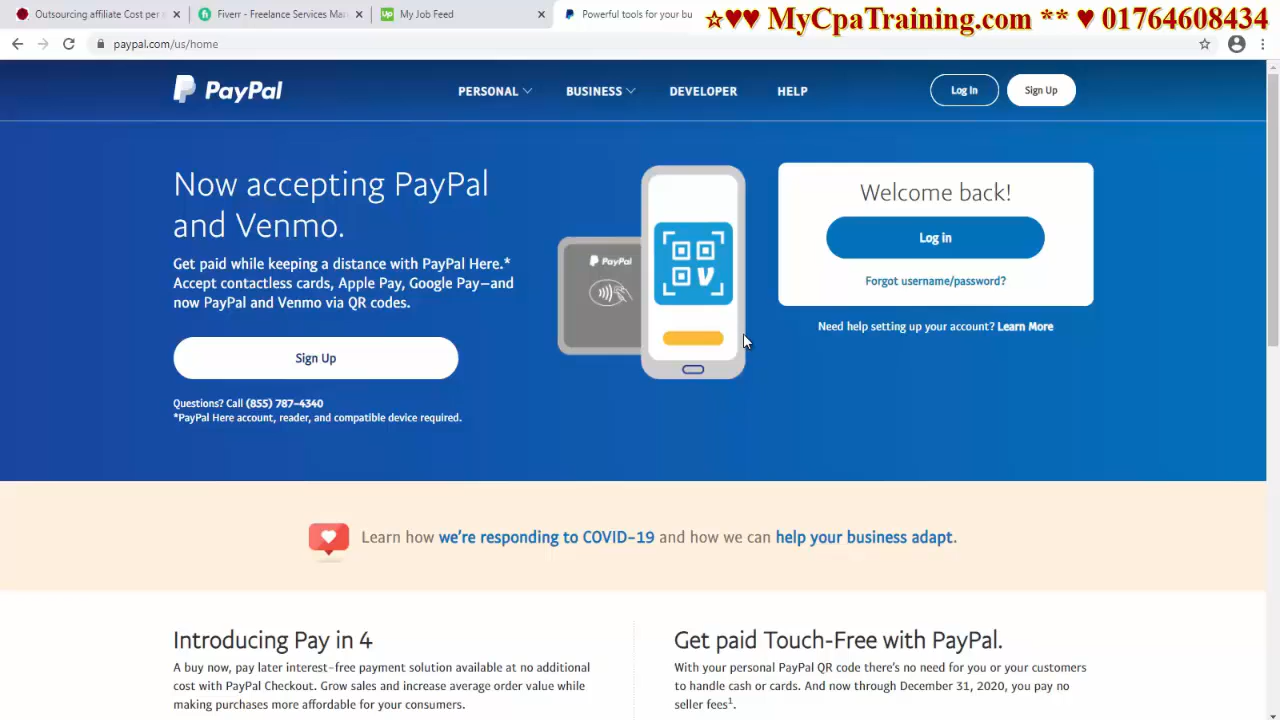 Outsourcing affiliate Cost per
Fiverr - Freelance Services Mar
My Job Feed
Powerful tools for your bu
☆♥♥ MyCpaTraining.com ** ♥ 01764608434
paypal.com/us/home
PayPal
PERSONAL
BUSINESS
DEVELOPER
HELP
Log In
Sign Up
Now accepting PayPal
and Venmo.
Get paid while keeping a distance with PayPal Here.*
Accept contactless cards, Apple Pay, Google Pay—and
now PayPal and Venmo via QR codes.
Sign Up
Questions? Call (855) 787-4340
*PayPal Here account, reader, and compatible device required.
PayPal
Welcome back!
Log in
Forgot username/password?
Need help setting up your account? Learn More
Learn how we're responding to COVID-19 and how we can help your business adapt.
Introducing Pay in 4
A buy now, pay later interest-free payment solution available at no additional
cost with PayPal Checkout. Grow sales and increase average order value while
making purchases more affordable for your consumers.
Get paid Touch-Free with PayPal.
With your personal PayPal QR code there's no need for you or your customers
to handle cash or cards. And now through December 31, 2020, you pay no
seller fees¹.